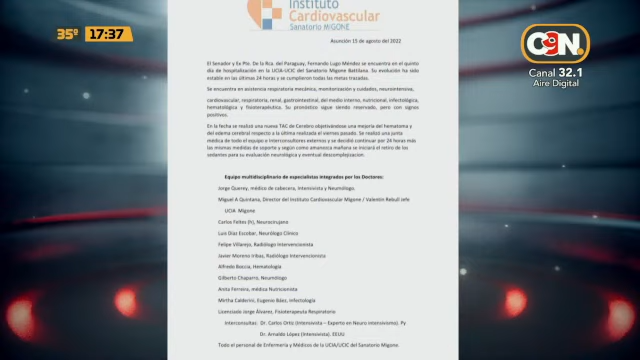 35º 17:37
C9N
Canal 32.1
Aire Digital
Instituto
Cardiovascular
Sanatorio MIGONE
Asunción 15 de agosto del 2022
El Senador y Ex Pte. De la Rca. del Paraguay, Fernando Lugo Méndez se encuentra en el quinto
día de hospitalización en la UCIA-UCIC del Sanatorio Migone Battilana. Su evolución ha sido
estable en las últimas 24 horas y se cumplieron todas las metas trazadas.
Se encuentra en asistencia respiratoria mecánica, monitorización y cuidados, neurointensivo,
cardiovascular, respiratoria, renal, gastrointestinal, del medio interno, nutricional, infectológica,
hematológica y fisioterapéutica. Su pronóstico sigue siendo reservado, pero con signos
positivos.
En la fecha se realizó una nueva TAC de Cerebro objetivándose una mejoría del hematoma y
del edema cerebral respecto a la última realizada el viernes pasado. Se realizó una junta
médica de todo el equipo e interconsultores externos y se decidió continuar por 24 horas más
las mismas medidas de soporte y según como amanezca mañana se iniciará el retiro de los
sedantes para su evaluación neurológica y eventual descomplejizacion.
Equipo multidisciplinario de especialistas integrados por los Doctores:
Jorge Querey, médico de cabecera, Intensivista y Neumólogo.
Miguel A Quintana, Director del Instituto Cardiovascular Migone / Valentin Rebull Jefe
UCIA Migone
Carlos Feltes (h), Neurocirujano
Luis Díaz Escobar, Neurólogo Clínico
Felipe Villarejo, Radiólogo Intervencionista
Javier Moreno Iribas, Radiólogo Intervencionista
Alfredo Boccia, Hematología
Gilberto Chaparro, Neumólogo
Anita Ferreira, médica Nutricionista
Mirtha Calderini, Eugenio Báez, Infectología
Licenciado Jorge Álvarez, Fisioterapeuta Respiratorio
Interconsultas: Dr. Carlos Ortiz (Intensivista – Experto en Neuro intensivismo). Py
Dr. Arnaldo López (Intensivista). EEUU
Todo el personal de Enfermería y Médicos de la UCIA/UCIC del Sanatorio Migone.